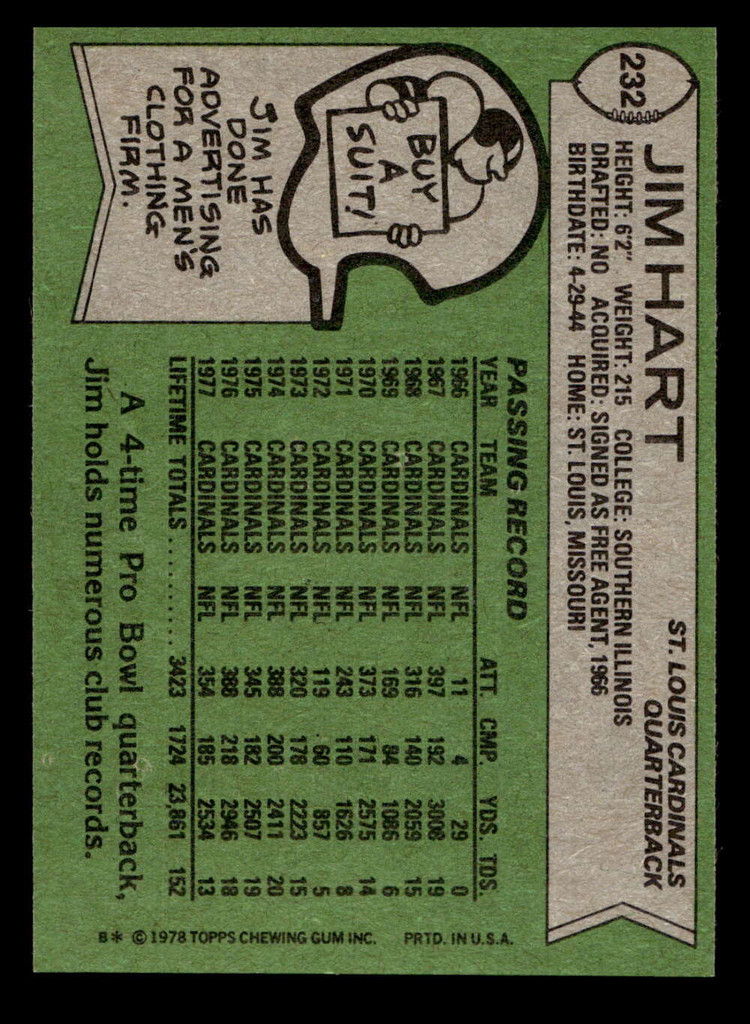 232
JIM HART
ST. LOUIS CARDINALS
QUARTERBACK
HEIGHT: 6'2" WEIGHT: 215 COLLEGE: SOUTHERN ILLINOIS
DRAFTED: NO ACQUIRED: SIGNED AS FREE AGENT, 1966
BIRTHDATE: 4-29-44 HOME: ST. LOUIS, MISSOURI
BUY
A
SUIT!
JIM HAS
DONE
ADVERTISING
FOR A MEN'S
CLOTHING
FIRM.
PASSING RECORD
YEAR TEAM ATT. CMP. YDS. TDS.
1966 CARDINALS NFL 11 4 29 0
1967 CARDINALS NFL 397 192 3008 19
1968 CARDINALS NFL 316 140 2059 15
1969 CARDINALS NFL 169 84 1086 6
1970 CARDINALS NFL 373 171 2575 14
1971 CARDINALS NFL 243 110 1626 8
1972 CARDINALS NFL 119 60 857 5
1973 CARDINALS NFL 320 178 2223 15
1974 CARDINALS NFL 388 200 2411 20
1975 CARDINALS NFL 345 182 2507 19
1976 CARDINALS NFL 388 218 2946 18
1977 CARDINALS NFL 354 185 2534 13
LIFETIME TOTALS .......... 3423 1724 23,861 152
A 4-time Pro Bowl quarterback,
Jim holds numerous club records.
B* © 1978 TOPPS CHEWING GUM INC. PRTD. IN U.S.A.